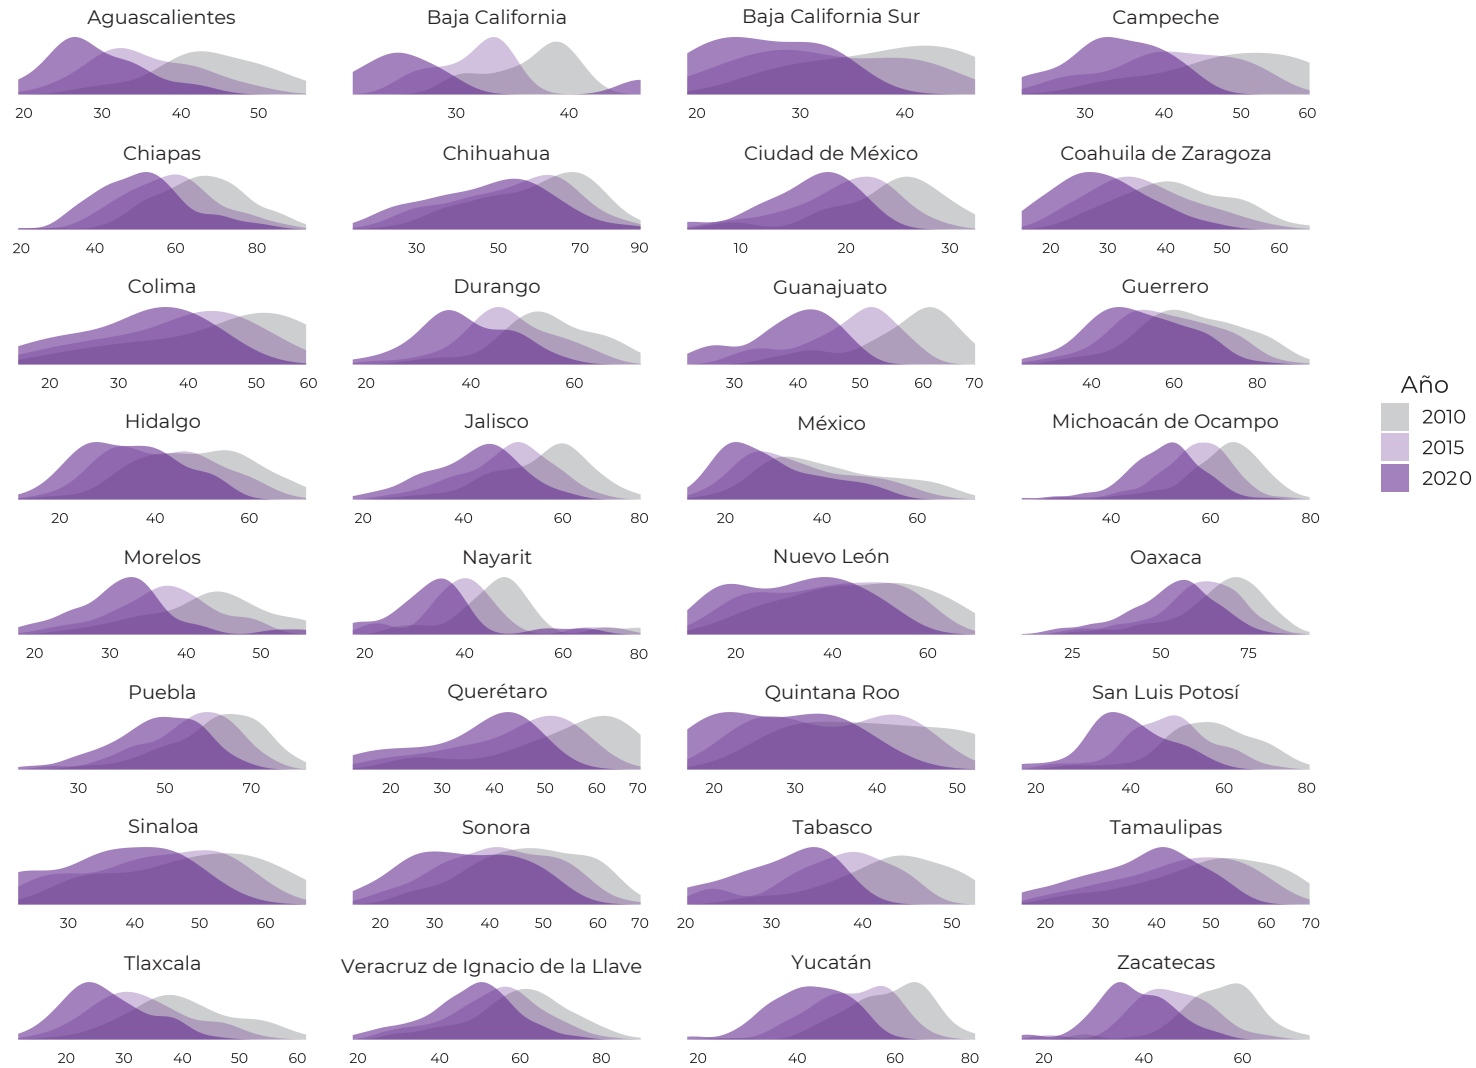 Aguascalientes
Baja California
Baja California Sur
Campeche
20 30 40 50
30 40
20 30 40
30 40 50 60
Chiapas
Chihuahua
Ciudad de México
Coahuila de Zaragoza
20 40 60 80
30 50 70 90
10 20 30
20 30 40 50 60
Colima
Durango
Guanajuato
Guerrero
20 30 40 50 60
20 40 60
30 40 50 60 70
40 60 80
Año
2010
2015
2020
Hidalgo
Jalisco
México
Michoacán de Ocampo
20 40 60
20 40 60 80
20 40 60
40 60 80
Morelos
Nayarit
Nuevo León
Oaxaca
20 30 40 50
20 40 60 80
20 40 60
25 50 75
Puebla
Querétaro
Quintana Roo
San Luis Potosí
30 50 70
20 30 40 50 60 70
20 30 40 50
20 40 60 80
Sinaloa
Sonora
Tabasco
Tamaulipas
30 40 50 60
20 30 40 50 60 70
20 30 40 50
20 30 40 50 60 70
Tlaxcala
Veracruz de Ignacio de la Llave
Yucatán
Zacatecas
20 30 40 50 60
20 40 60 80
20 40 60 80
20 40 60